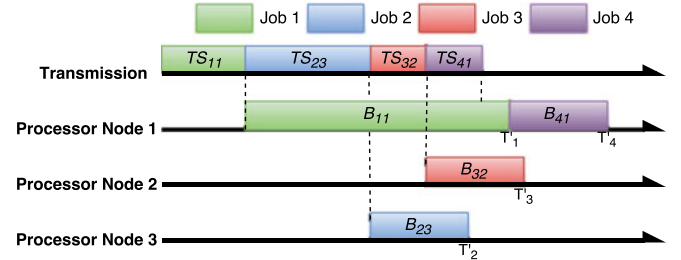 Job 1 Job 2 Job 3 Job 4
TS11 TS23 TS32 TS41
Transmission
B11 B41
Processor Node 1
T'1 T'4
B32
Processor Node 2
T'3
B23
Processor Node 3
T'2